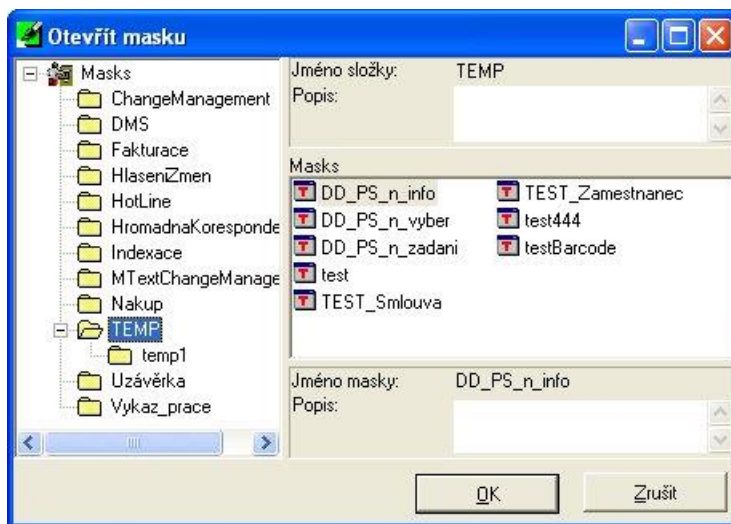 Otevřít masku
Masks
ChangeManagement
DMS
Fakturace
HlaseniZmen
HotLine
HromadnaKoresponde
Indexace
MTextChangeManage
Nakup
TEMP
temp1
Uzávěrka
Vykaz_prace
Jméno složky: TEMP
Popis:
Masks
DD_PS_n_info
DD_PS_n_vyber
DD_PS_n_zadani
test
TEST_Smlouva
TEST_Zamestnanec
test444
testBarcode
Jméno masky: DD_PS_n_info
Popis:
OK
Zrušit